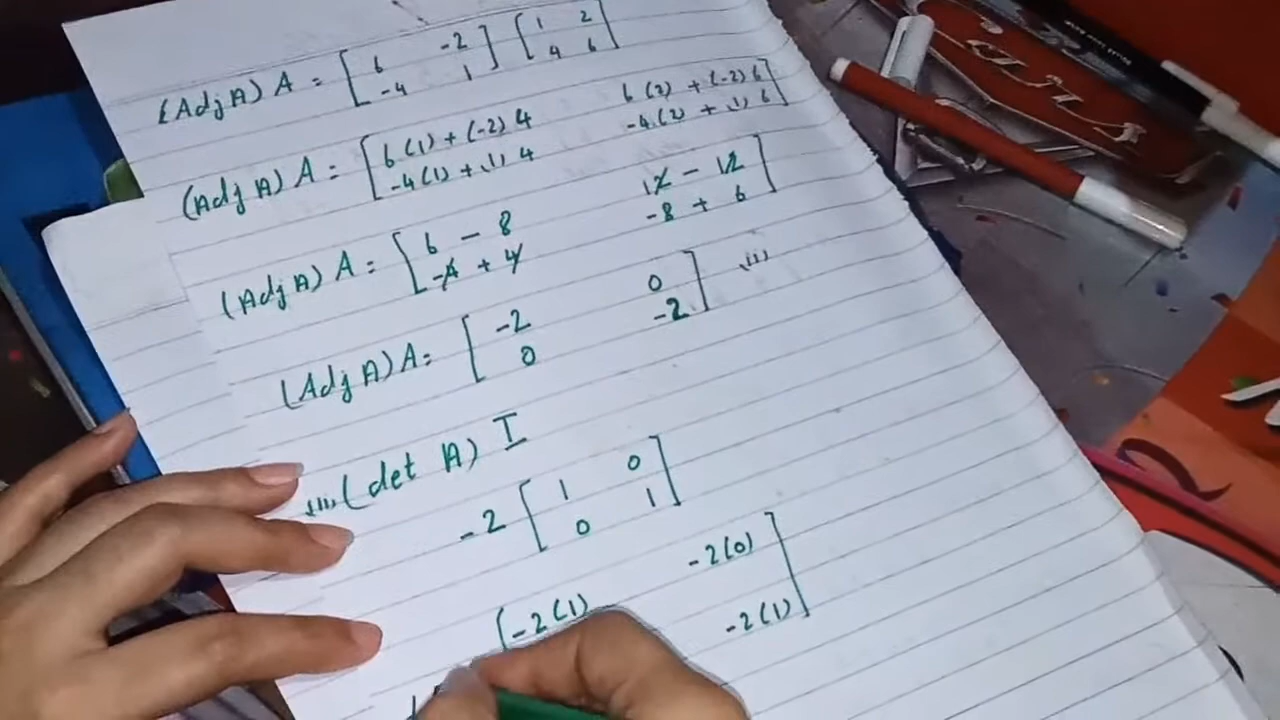 (Adj A) A = [ 6 -2 ] [ 1 2 ]
[ -4 1 ] [ 4 6 ]
(Adj A) A = [ 6(1) + (-2) 4 6(2) + (-2) 6 ]
[ -4(1) + (1) 4 -4(2) + (1) 6 ]
(Adj A) A = [ 6 - 8 12 - 12 ]
[ -4 + 4 -8 + 6 ]
(Adj A) A = [ -2 0 ]
[ 0 -2 ]
(det A) I
-2 [ 1 0 ]
[ 0 1 ]
[ -2(1) -2(0) ]
-2(1) ]